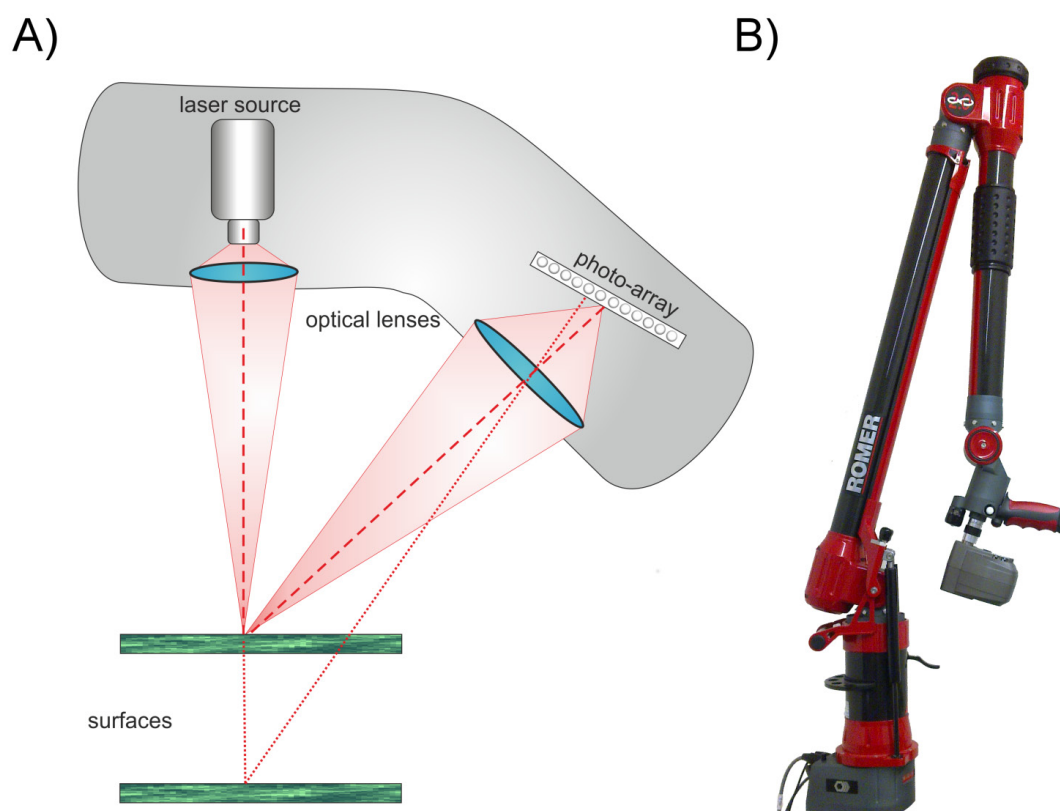 A)
B)
laser source
photo-array
optical lenses
ROMER
surfaces